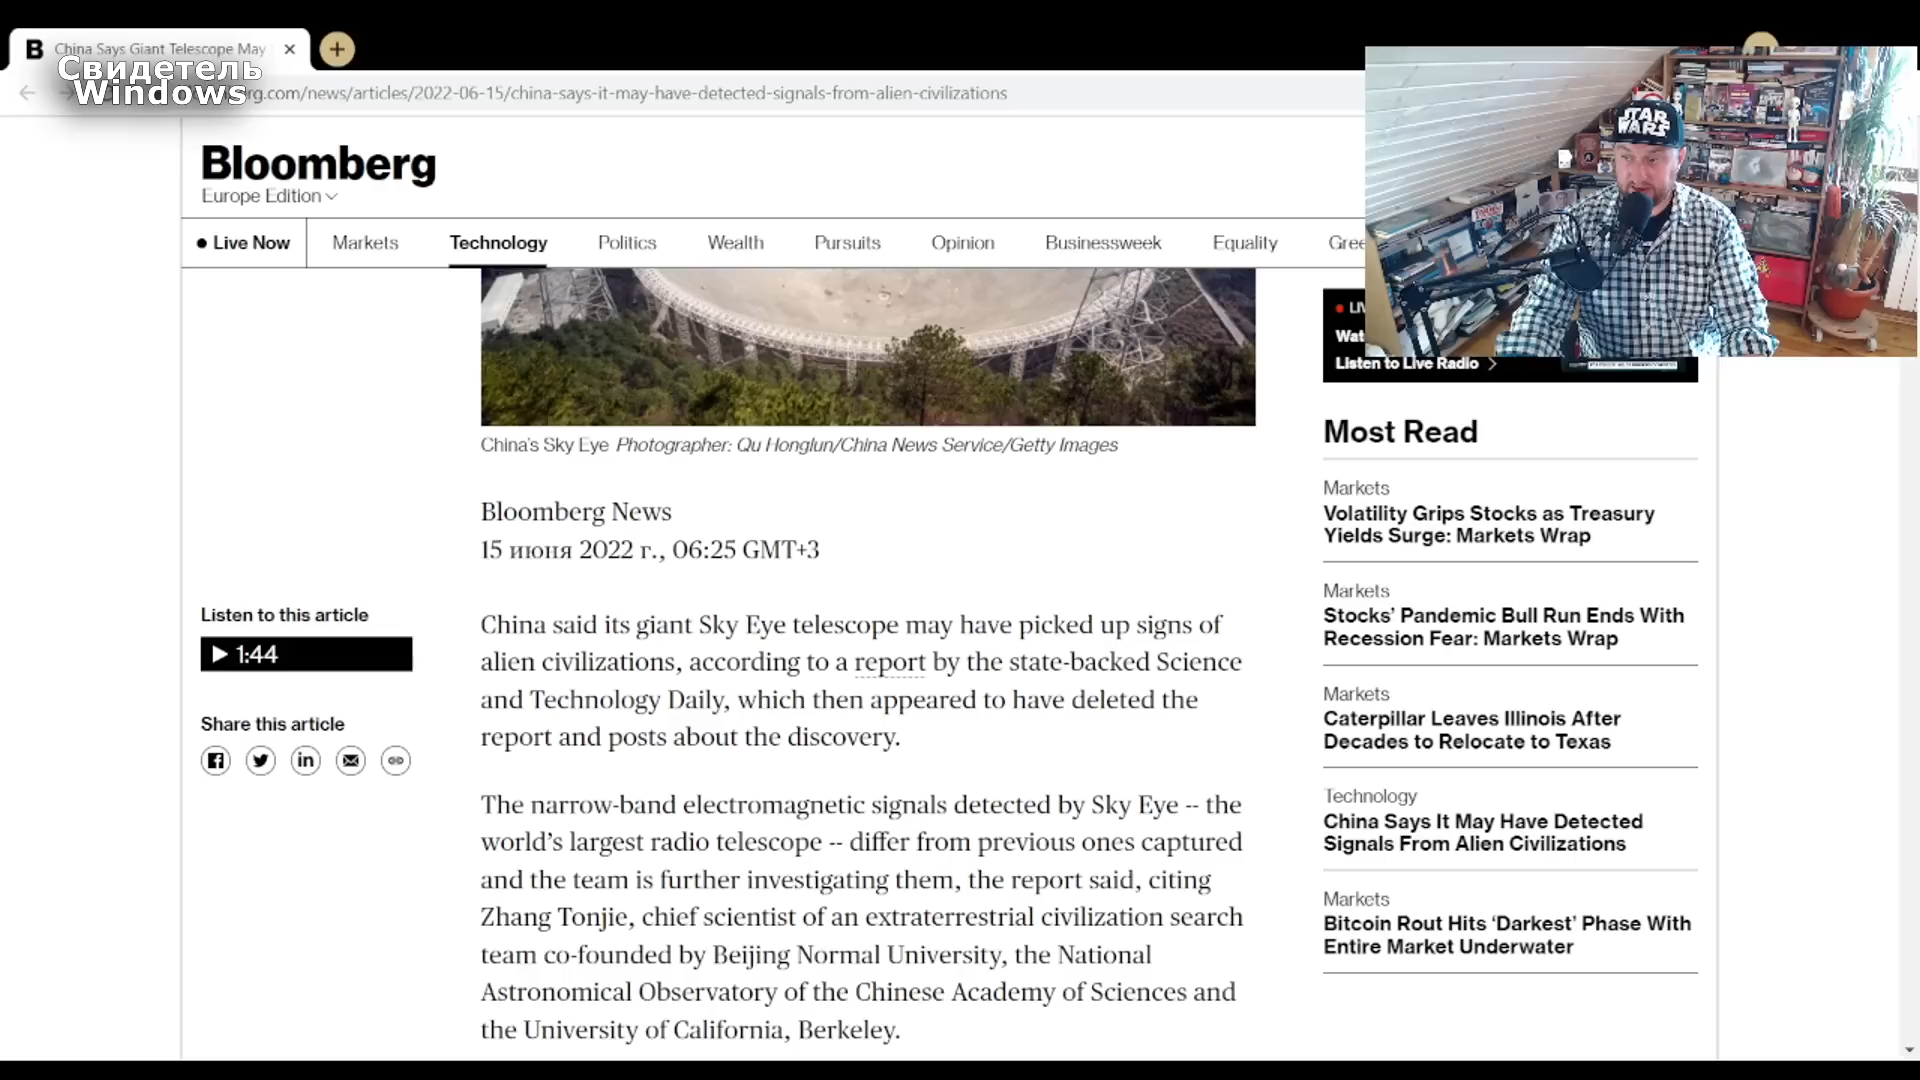 B China Says Giant Telescope May
Свидетель
Windows
rg.com/news/articles/2022-06-15/china-says-it-may-have-detected-signals-from-alien-civilizations
STAR
WARS
Bloomberg
Europe Edition
Live Now Markets Technology Politics Wealth Pursuits Opinion Businessweek Equality Gree
Listen to Live Radio
China's Sky Eye Photographer: Qu Honglun/China News Service/Getty Images
Bloomberg News
15 июня 2022 г., 06:25 GMT+3
Listen to this article
1:44
Share this article
China said its giant Sky Eye telescope may have picked up signs of
alien civilizations, according to a report by the state-backed Science
and Technology Daily, which then appeared to have deleted the
report and posts about the discovery.
The narrow-band electromagnetic signals detected by Sky Eye -- the
world's largest radio telescope -- differ from previous ones captured
and the team is further investigating them, the report said, citing
Zhang Tonjie, chief scientist of an extraterrestrial civilization search
team co-founded by Beijing Normal University, the National
Astronomical Observatory of the Chinese Academy of Sciences and
the University of California, Berkeley.
Most Read
Markets
Volatility Grips Stocks as Treasury
Yields Surge: Markets Wrap
Markets
Stocks' Pandemic Bull Run Ends With
Recession Fear: Markets Wrap
Markets
Caterpillar Leaves Illinois After
Decades to Relocate to Texas
Technology
China Says It May Have Detected
Signals From Alien Civilizations
Markets
Bitcoin Rout Hits 'Darkest' Phase With
Entire Market Underwater